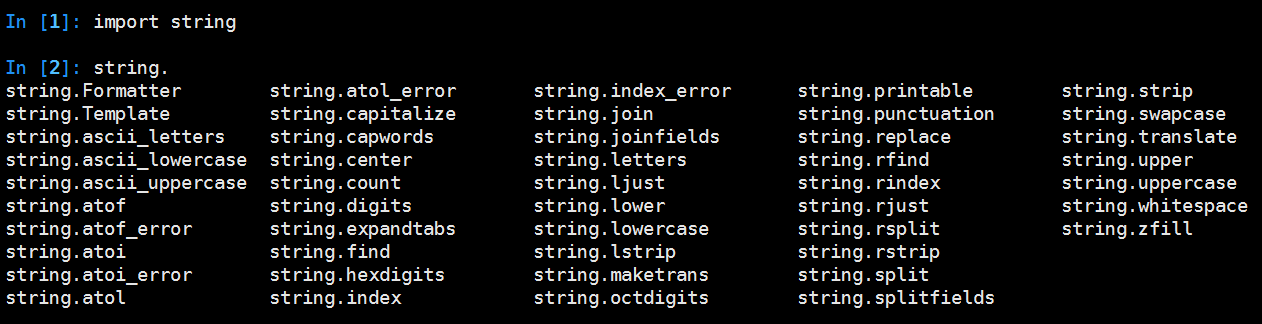 In [1]: import string
In [2]: string.
string.Formatter string.atol_error string.index_error string.printable string.strip
string.Template string.capitalize string.join string.punctuation string.swapcase
string.ascii_letters string.capwords string.joinfields string.replace string.translate
string.ascii_lowercase string.center string.letters string.rfind string.upper
string.ascii_uppercase string.count string.ljust string.rindex string.uppercase
string.atof string.digits string.lower string.rjust string.whitespace
string.atof_error string.expandtabs string.lowercase string.rsplit string.zfill
string.atoi string.find string.lstrip string.rstrip
string.atoi_error string.hexdigits string.maketrans string.split
string.atol string.index string.octdigits string.splitfields